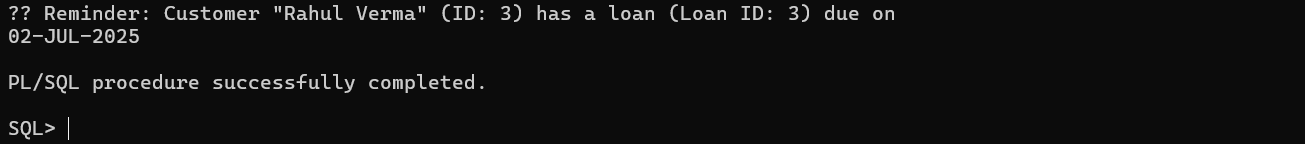 ?? Reminder: Customer "Rahul Verma" (ID: 3) has a loan (Loan ID: 3) due on
02-JUL-2025
PL/SQL procedure successfully completed.
SQL>